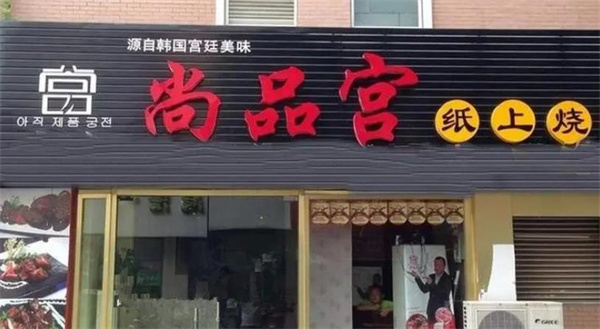 源自韩国宫廷美味
尚品宫
纸上烧
아직 제품 궁전
GREE